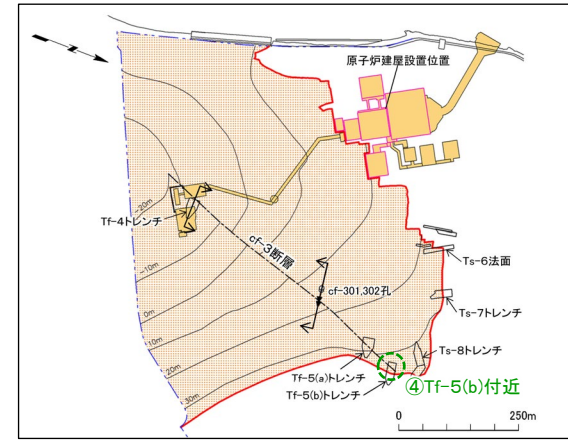 原子炉建屋設置位置
-20m
Tf-4トレンチ
-10m
cf-3断層
Ts-6法面
cf-301,302孔
0m
Ts-7トレンチ
10m
Ts-8トレンチ
20m
Tf-5(a)トレンチ
④Tf-5(b)付近
Tf-5(b)トレンチ
30m
0 250m